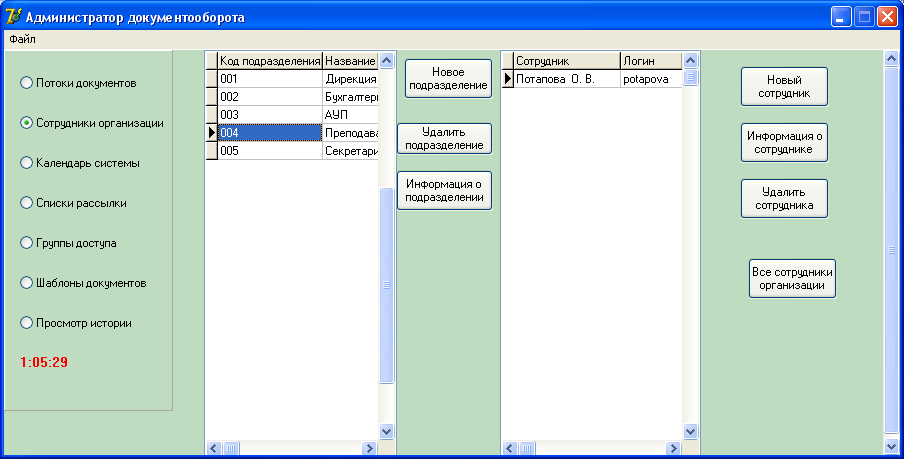 Администратор документооборота
Файл
Потоки документов
Сотрудники организации
Календарь системы
Списки рассылки
Группы доступа
Шаблоны документов
Просмотр истории
1:05:29
Код подразделения Название
001 Дирекция
002 Бухгалтери
003 АУП
004 Преподава
005 Секретари
Новое
подразделение
Удалить
подразделение
Информация о
подразделении
Сотрудник Логин
Потапова О. В. potapova
Новый
сотрудник
Информация о
сотруднике
Удалить
сотрудника
Все сотрудники
организации